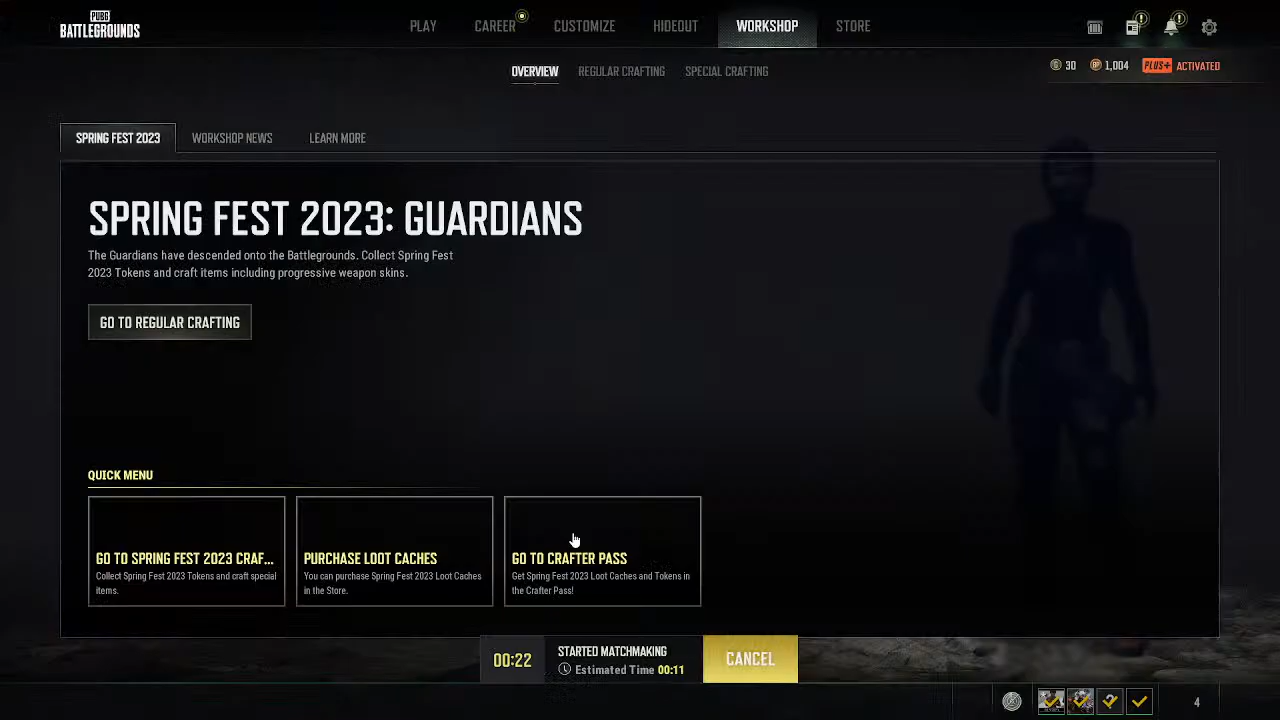 PUBG
BATTLEGROUNDS
PLAY
CAREER
CUSTOMIZE
HIDEOUT
WORKSHOP
STORE
OVERVIEW
REGULAR CRAFTING
SPECIAL CRAFTING
G 30
BP 1,004
PLUS+ ACTIVATED
SPRING FEST 2023
WORKSHOP NEWS
LEARN MORE
SPRING FEST 2023: GUARDIANS
The Guardians have descended onto the Battlegrounds. Collect Spring Fest
2023 Tokens and craft items including progressive weapon skins.
GO TO REGULAR CRAFTING
QUICK MENU
GO TO SPRING FEST 2023 CRAF...
Collect Spring Fest 2023 Tokens and craft special
items.
PURCHASE LOOT CACHES
You can purchase Spring Fest 2023 Loot Caches
in the Store.
GO TO CRAFTER PASS
Get Spring Fest 2023 Loot Caches and Tokens in
the Crafter Pass!
00:22
STARTED MATCHMAKING
Estimated Time 00:11
CANCEL
4